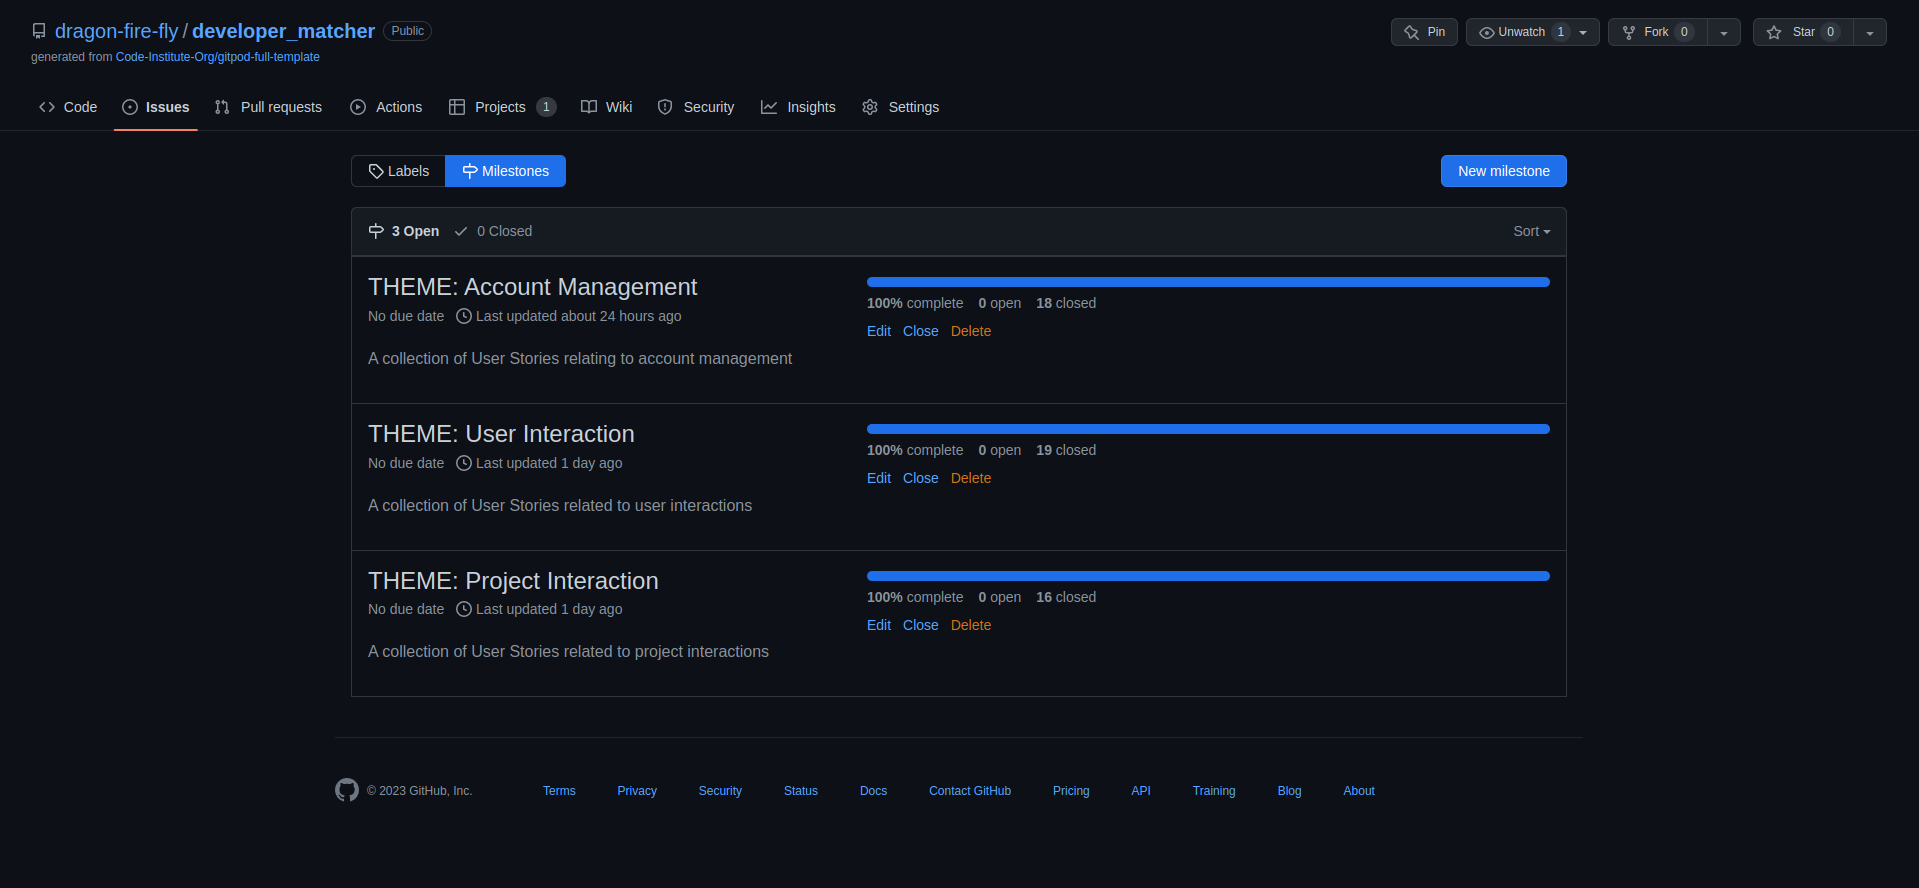 dragon-fire-fly / developer_matcher Public
Pin Unwatch 1 Fork 0 Star 0
generated from Code-Institute-Org/gitpod-full-template
Code Issues Pull requests Actions Projects 1 Wiki Security Insights Settings
Labels Milestones New milestone
3 Open 0 Closed Sort
THEME: Account Management
No due date Last updated about 24 hours ago
A collection of User Stories relating to account management
100% complete 0 open 18 closed
Edit Close Delete
THEME: User Interaction
No due date Last updated 1 day ago
A collection of User Stories related to user interactions
100% complete 0 open 19 closed
Edit Close Delete
THEME: Project Interaction
No due date Last updated 1 day ago
A collection of User Stories related to project interactions
100% complete 0 open 16 closed
Edit Close Delete
© 2023 GitHub, Inc. Terms Privacy Security Status Docs Contact GitHub Pricing API Training Blog About